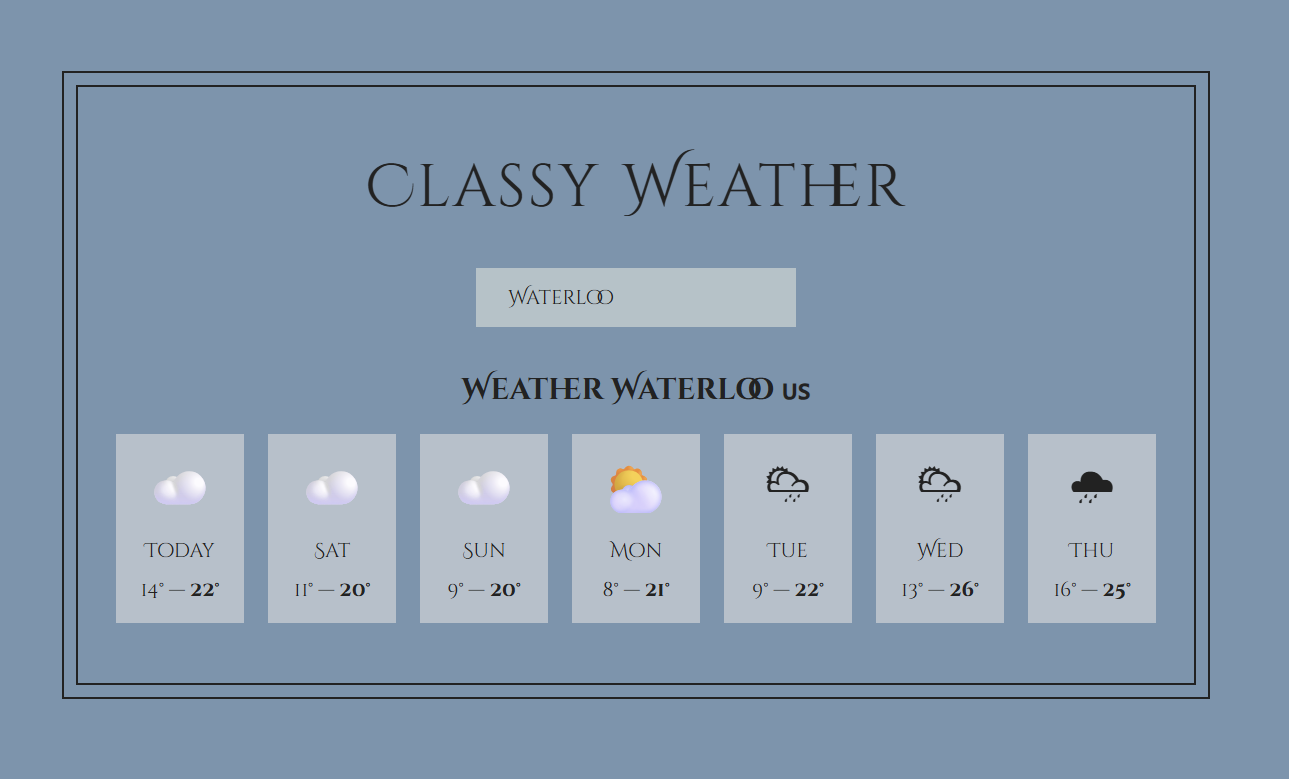 Classy Weather
Waterloo
Weather Waterloo US
Today
14° — 22°
Sat
11° — 20°
Sun
9° — 20°
Mon
8° — 21°
Tue
9° — 22°
Wed
13° — 26°
Thu
16° — 25°